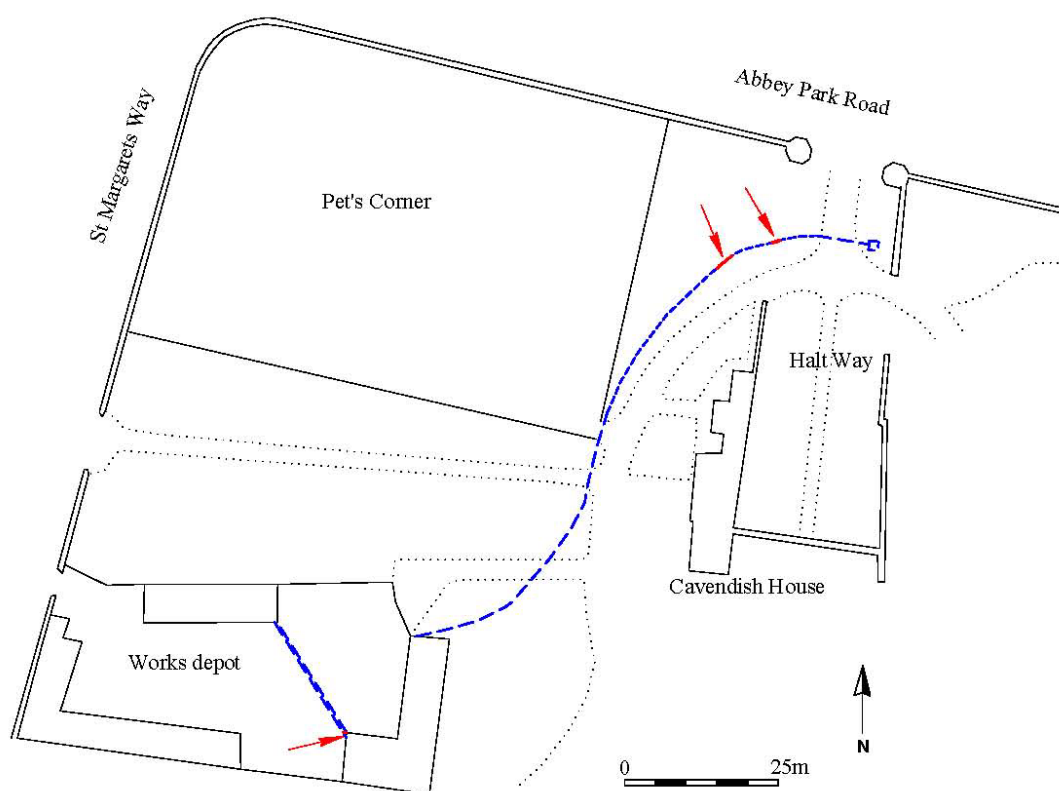 Abbey Park Road
St Margarets Way
Pet's Corner
Halt Way
Cavendish House
Works depot
N
0 25m